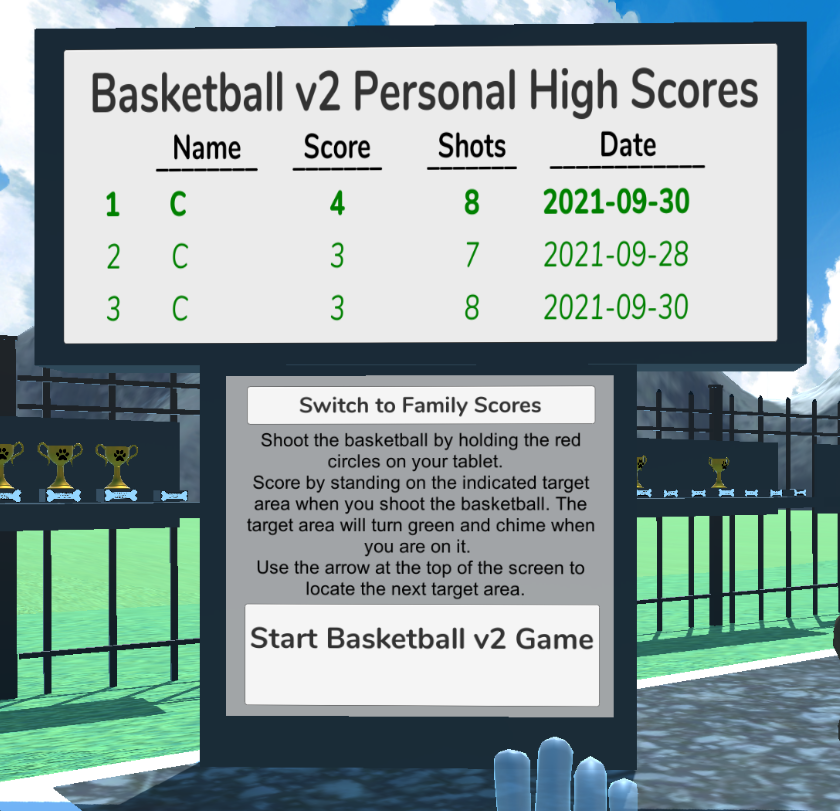 Basketball v2 Personal High Scores
Name Score Shots Date
1 C 4 8 2021-09-30
2 C 3 7 2021-09-28
3 C 3 8 2021-09-30
Switch to Family Scores
Shoot the basketball by holding the red
circles on your tablet.
Score by standing on the indicated target
area when you shoot the basketball. The
target area will turn green and chime when
you are on it.
Use the arrow at the top of the screen to
locate the next target area.
Start Basketball v2 Game